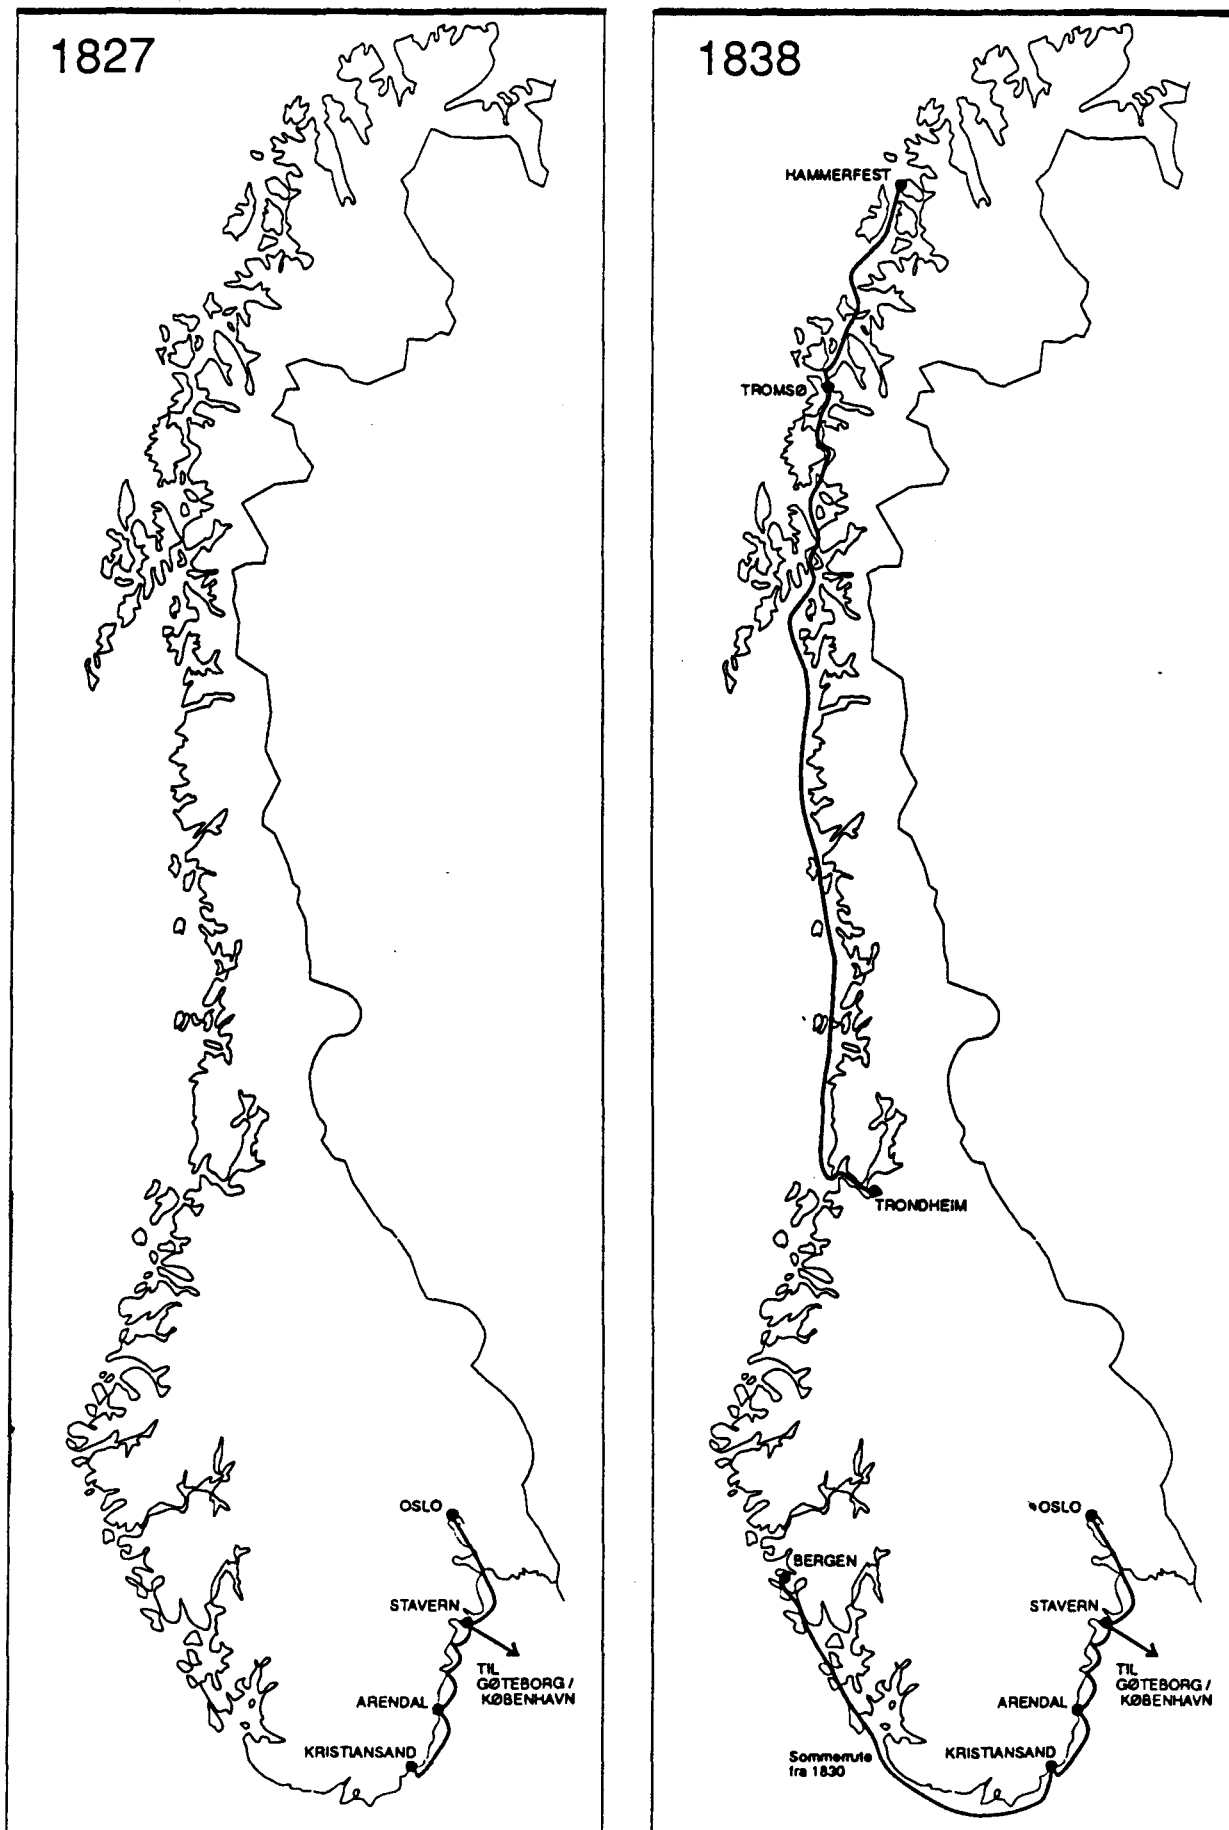 1827
OSLO
STAVERN
TIL
GØTEBORG /
KØBENHAVN
ARENDAL
KRISTIANSAND
1838
HAMMERFEST
TROMSØ
TRONDHEIM
OSLO
BERGEN
STAVERN
TIL
GØTEBORG /
KØBENHAVN
ARENDAL
KRISTIANSAND
Sommerrute
fra 1830